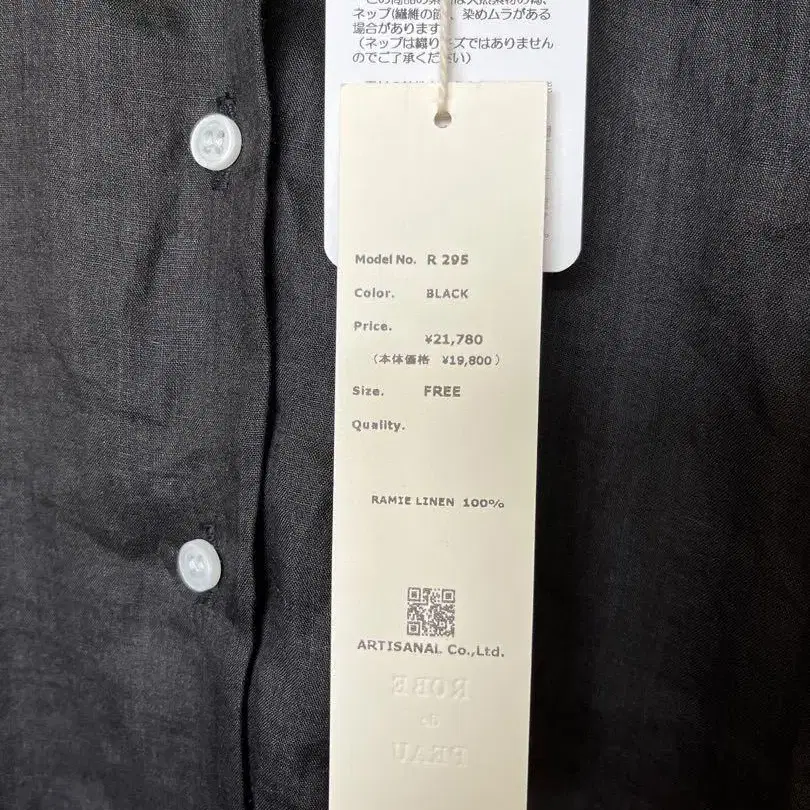 ネップ(繊維の節、染めムラがある
場合があります
(ネップは織りキズではありません
のでご了承ください)
Model No. R 295
Color. BLACK
Price.
¥21,780
(本体価格 ¥19,800)
Size. FREE
Quality.
RAMIE LINEN 100%
ARTISANAL Co.,Ltd.
ROBE
de
PEAU